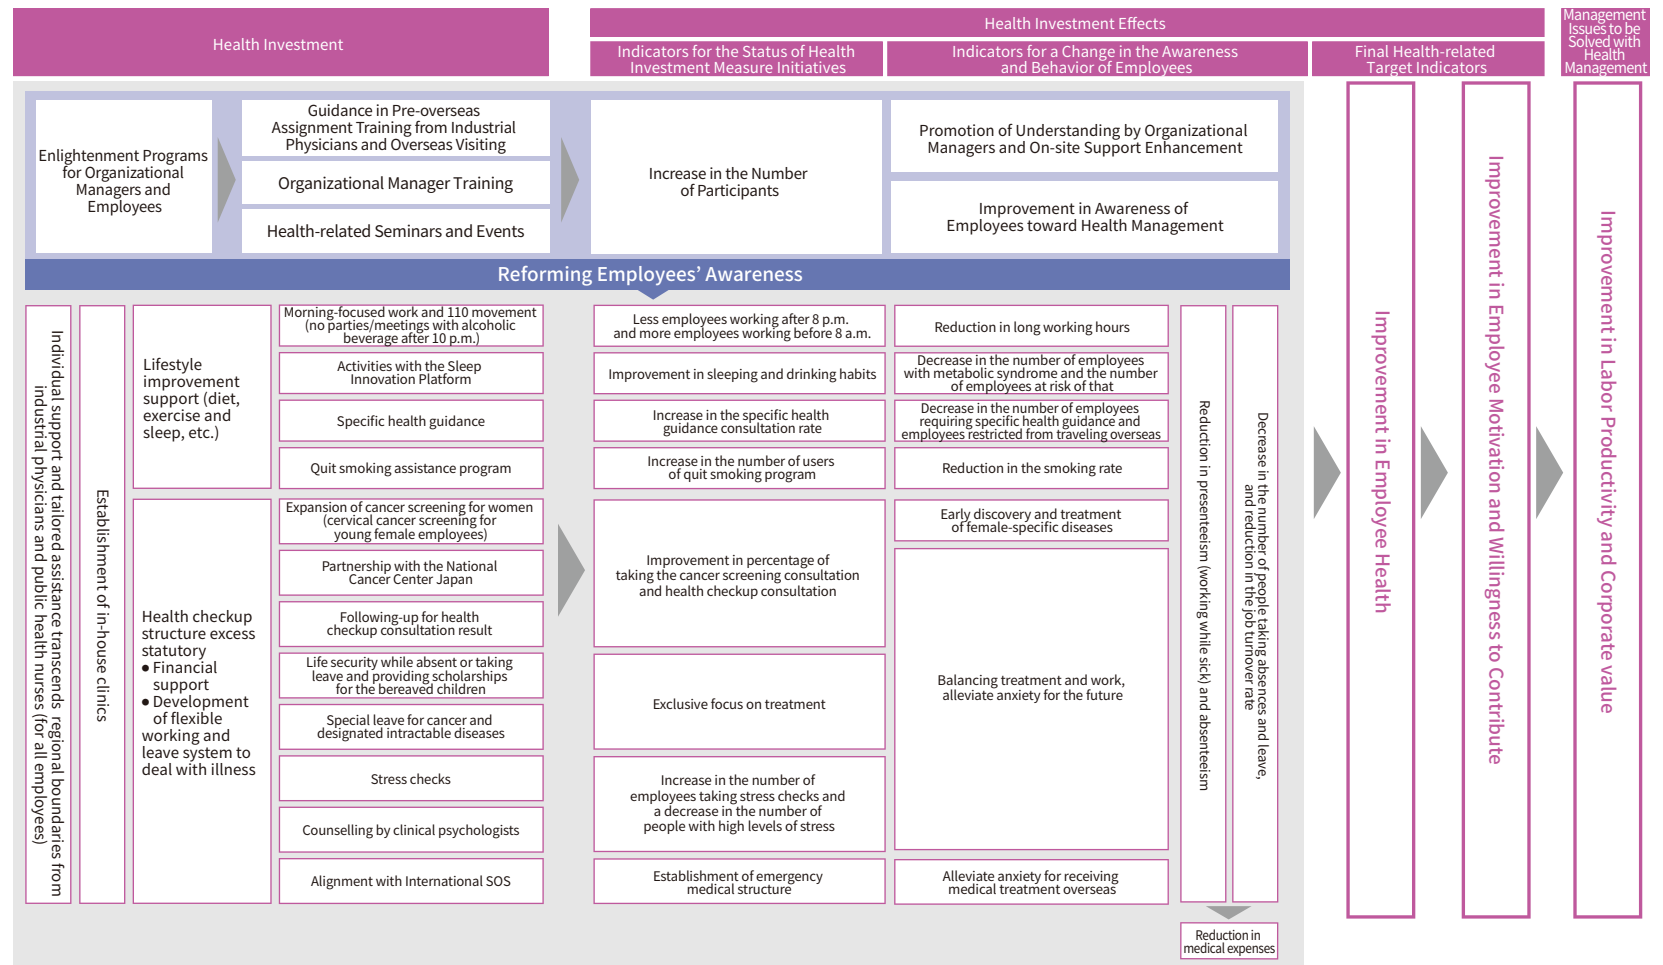 Health Investment
Health Investment Effects
Management
Issues to be
Solved with
Health
Management
Indicators for the Status of Health
Investment Measure Initiatives
Indicators for a Change in the Awareness
and Behavior of Employees
Final Health-related
Target Indicators
Enlightenment Programs
for Organizational
Managers and
Employees
Guidance in Pre-overseas
Assignment Training from Industrial
Physicians and Overseas Visiting
Organizational Manager Training
Health-related Seminars and Events
Increase in the Number
of Participants
Promotion of Understanding by Organizational
Managers and On-site Support Enhancement
Improvement in Awareness of
Employees toward Health Management
Reforming Employees’ Awareness
Individual support and tailored assistance transcends regional boundaries from
industrial physicians and public health nurses (for all employees)
Establishment of in-house clinics
Lifestyle
improvement
support (diet,
exercise and
sleep, etc.)
Morning-focused work and 110 movement
(no parties/meetings with alcoholic
beverage after 10 p.m.)
Activities with the Sleep
Innovation Platform
Specific health guidance
Quit smoking assistance program
Less employees working after 8 p.m.
and more employees working before 8 a.m.
Improvement in sleeping and drinking habits
Increase in the specific health
guidance consultation rate
Increase in the number of users
of quit smoking program
Reduction in long working hours
Decrease in the number of employees
with metabolic syndrome and the number
of employees at risk of that
Decrease in the number of employees
requiring specific health guidance and
employees restricted from traveling overseas
Reduction in the smoking rate
Health checkup
structure excess
statutory
● Financial
support
● Development
of flexible
working and
leave system to
deal with illness
Expansion of cancer screening for women
(cervical cancer screening for
young female employees)
Partnership with the National
Cancer Center Japan
Following-up for health
checkup consultation result
Life security while absent or taking
leave and providing scholarships
for the bereaved children
Special leave for cancer and
designated intractable diseases
Stress checks
Counselling by clinical psychologists
Alignment with International SOS
Improvement in percentage of
taking the cancer screening consultation
and health checkup consultation
Exclusive focus on treatment
Increase in the number of
employees taking stress checks and
a decrease in the number of
people with high levels of stress
Establishment of emergency
medical structure
Early discovery and treatment
of female-specific diseases
Balancing treatment and work,
alleviate anxiety for the future
Alleviate anxiety for receiving
medical treatment overseas
Reduction in presenteeism (working while sick) and absenteeism
Decrease in the number of people taking absences and leave,
and reduction in the job turnover rate
Reduction in
medical expenses
Improvement in Employee Health
Improvement in Employee Motivation and Willingness to Contribute
Improvement in Labor Productivity and Corporate value